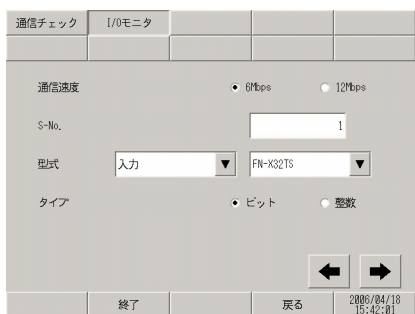 通信チェック I/Oモニタ
通信速度 6Mbps 12Mbps
S-No. 1
型式 入力 FN-X32TS
タイプ ビット 整数
終了 戻る 2006/04/18
15:42:01